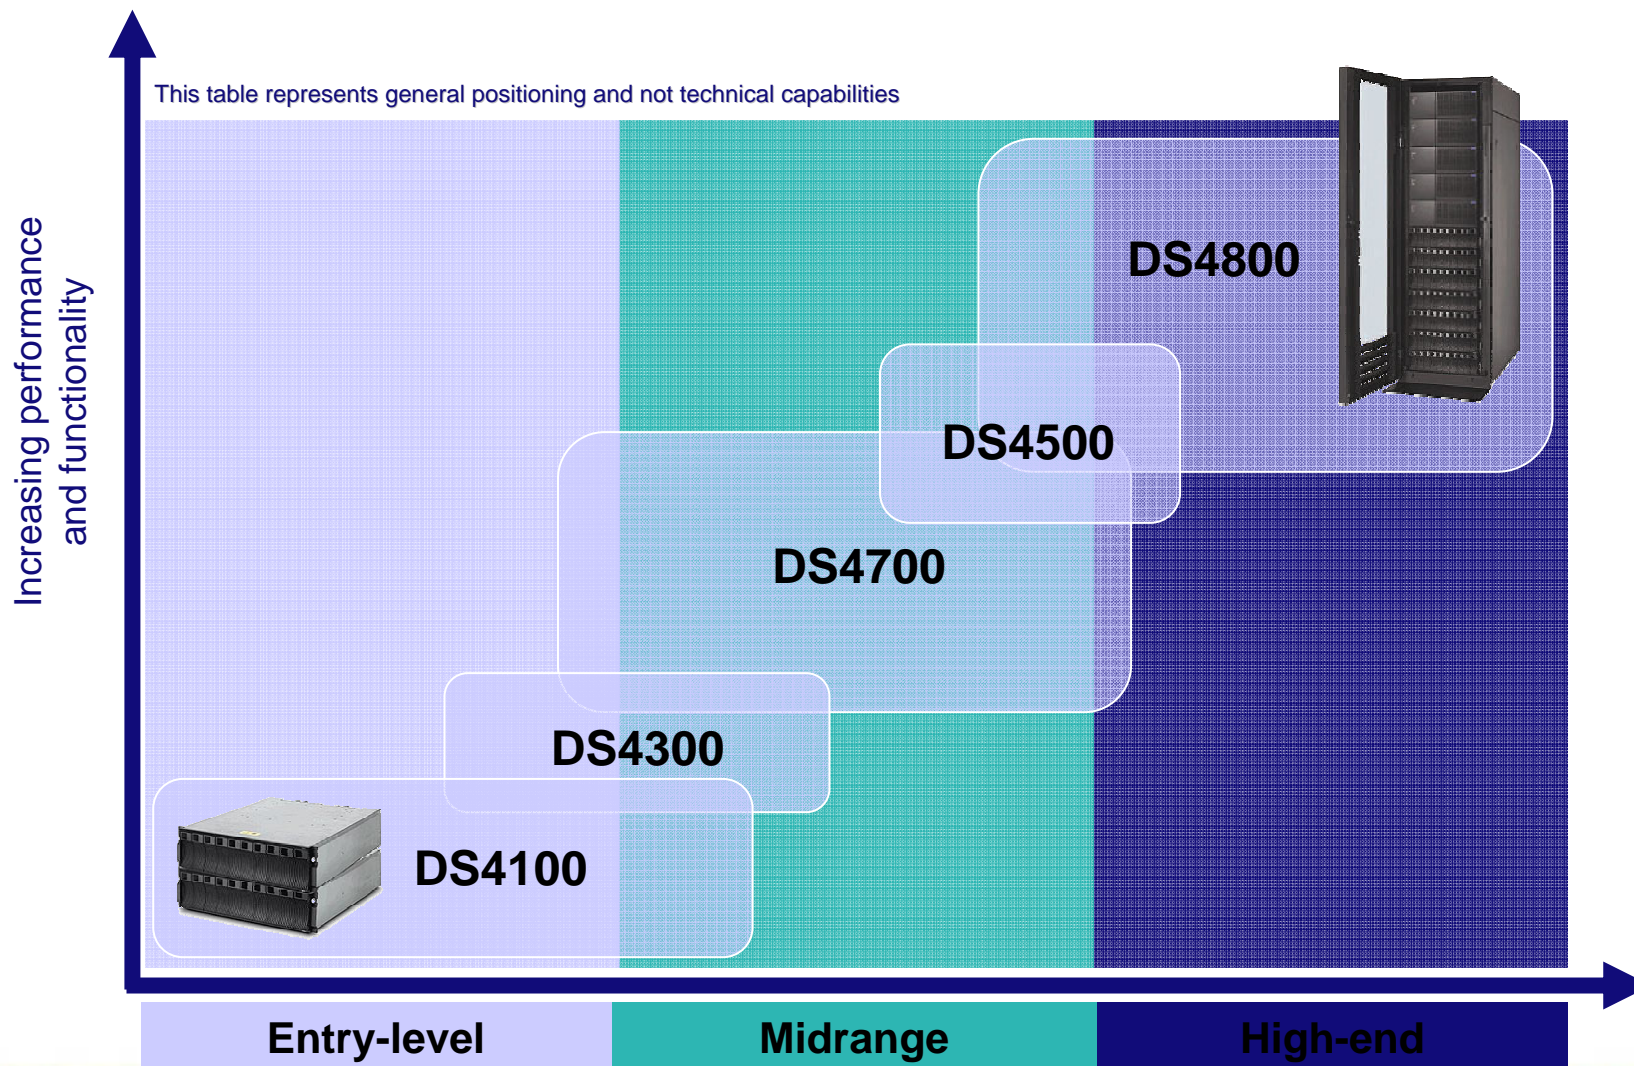 This table represents general positioning and not technical capabilities
Increasing performance
and functionality
DS4800
DS4500
DS4700
DS4300
DS4100
Entry-level
Midrange
High-end